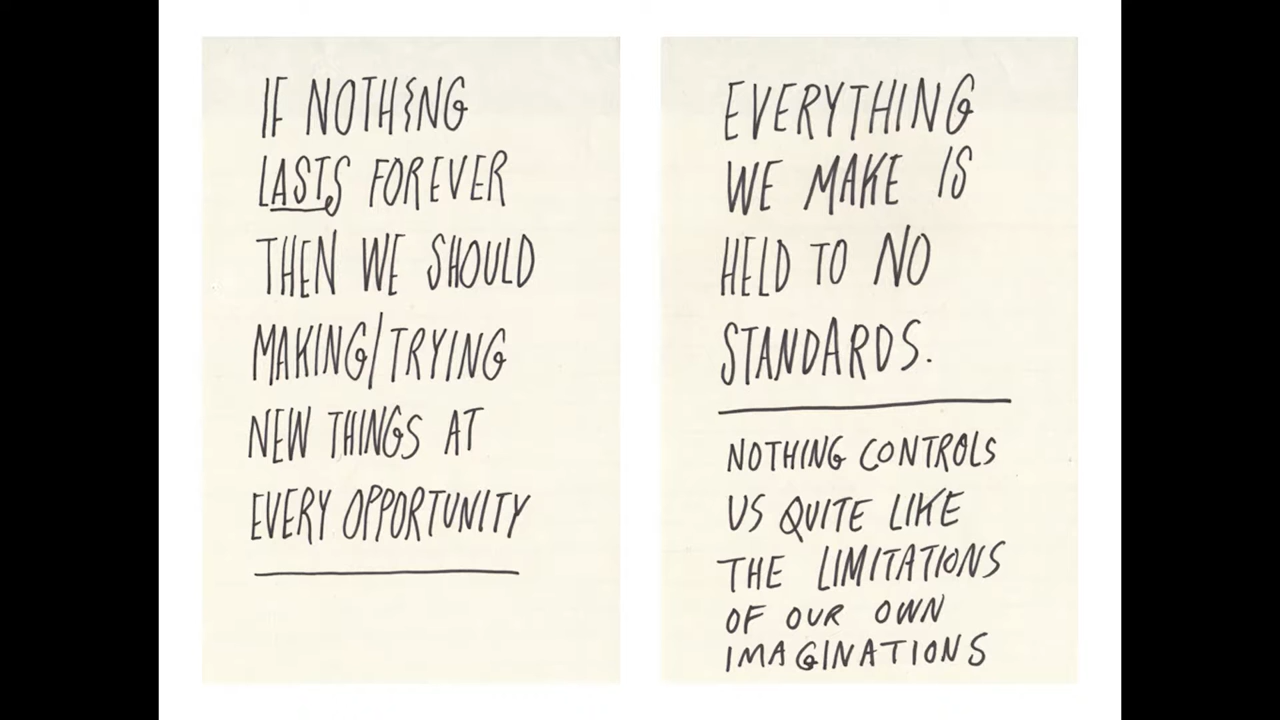 IF NOTHING
LASTS FOREVER
THEN WE SHOULD
MAKING/TRYING
NEW THINGS AT
EVERY OPPORTUNITY
EVERYTHING
WE MAKE IS
HELD TO NO
STANDARDS.
NOTHING CONTROLS
US QUITE LIKE
THE LIMITATIONS
OF OUR OWN
IMAGINATIONS